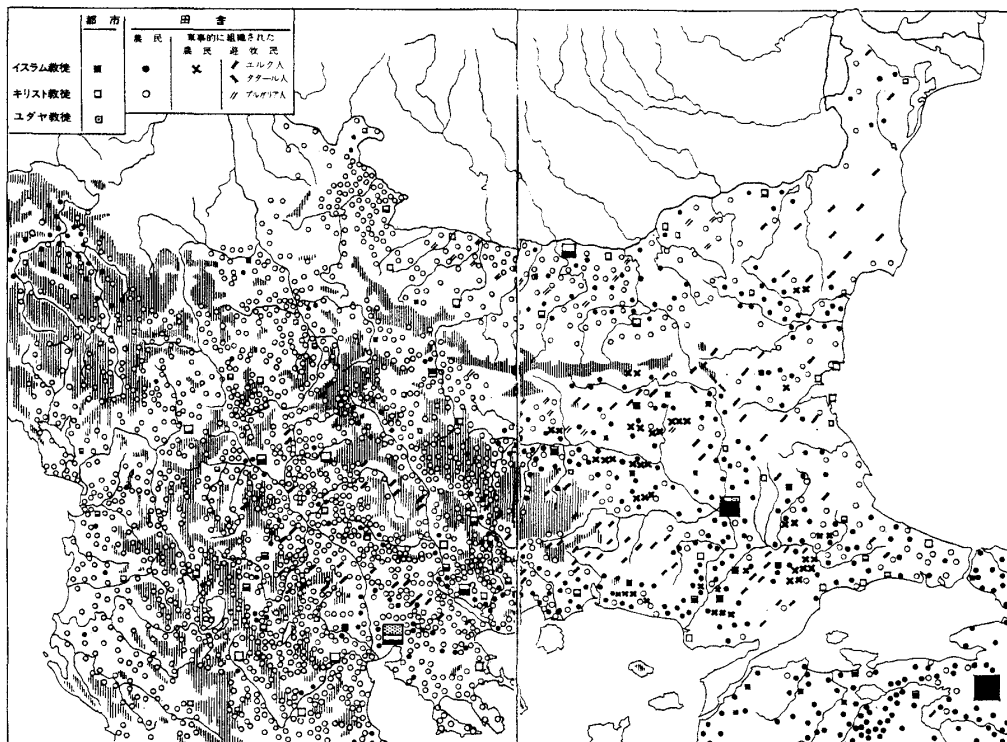 都市 田舎
農民 軍事的に組織された
農民 遊牧民
イスラム教徒 ユルク人
タタール人
キリスト教徒 ブルガリア人
ユダヤ教徒